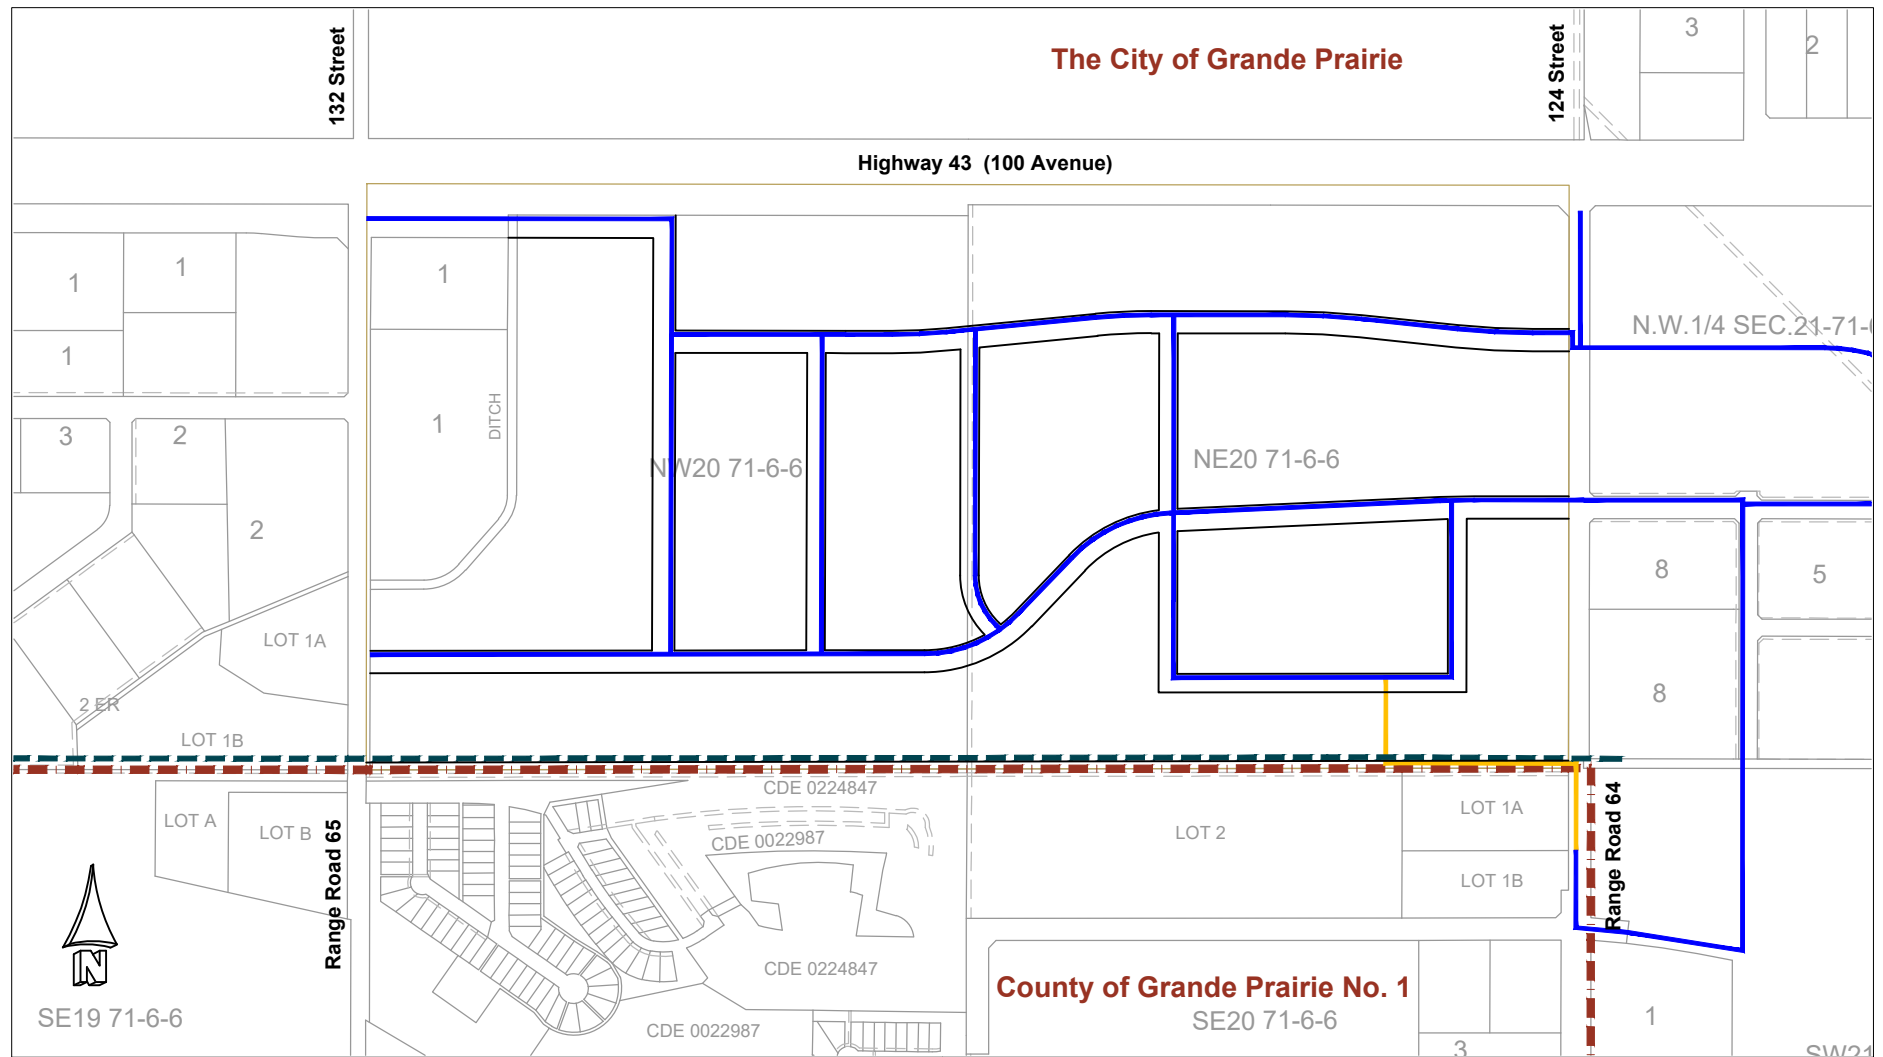 The City of Grande Prairie
132 Street
124 Street
3
2
Highway 43 (100 Avenue)
1
1
1
1
N.W.1/4 SEC.21-71-
1
DITCH
3
2
2
NW20 71-6-6
NE20 71-6-6
8
5
LOT 1A
2 ER
8
LOT 1B
CDE 0224847
LOT A
LOT B
Range Road 65
CDE 0022987
LOT 2
LOT 1A
LOT 1B
Range Road 64
N
CDE 0224847
County of Grande Prairie No. 1
SE19 71-6-6
CDE 0022987
SE20 71-6-6
1
3
SW21